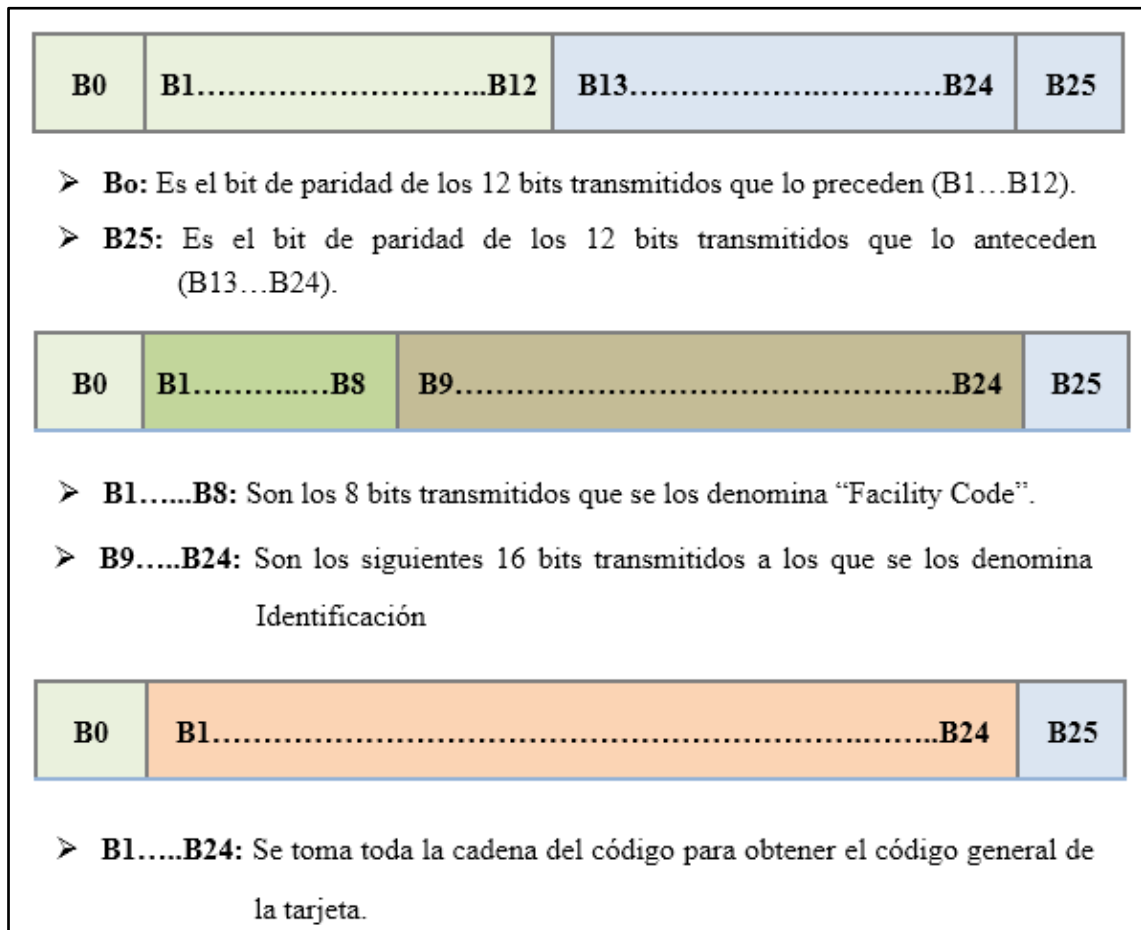 B0 B1………………………..B12 B13……………….…………B24 B25
➢ Bo: Es el bit de paridad de los 12 bits transmitidos que lo preceden (B1…B12).
➢ B25: Es el bit de paridad de los 12 bits transmitidos que lo anteceden
(B13…B24).
B0 B1………..….B8 B9………………………………………….B24 B25
➢ B1…...B8: Son los 8 bits transmitidos que se los denomina “Facility Code”.
➢ B9…..B24: Son los siguientes 16 bits transmitidos a los que se los denomina
Identificación
B0 B1……………………………………………………….……..B24 B25
➢ B1…..B24: Se toma toda la cadena del código para obtener el código general de
la tarjeta.